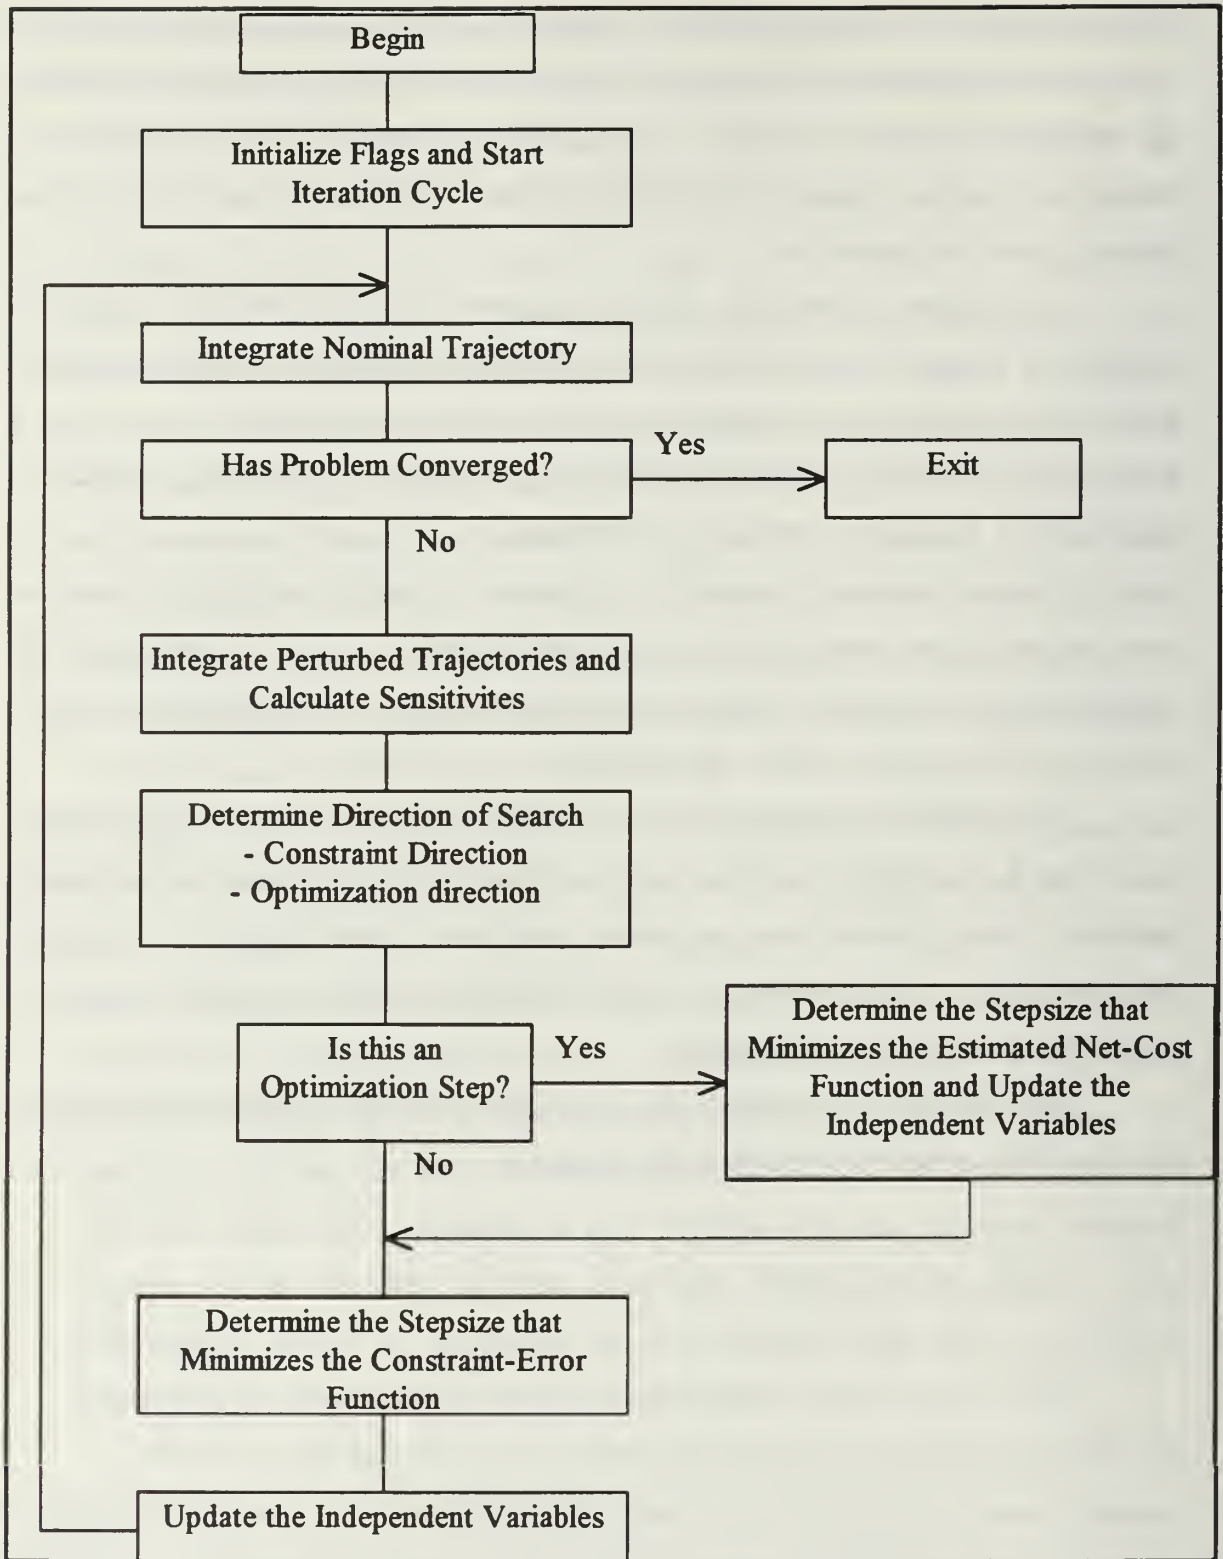 Begin
Initialize Flags and Start
Iteration Cycle
Integrate Nominal Trajectory
Has Problem Converged?
Yes
Exit
No
Integrate Perturbed Trajectories and
Calculate Sensitivites
Determine Direction of Search
- Constraint Direction
- Optimization direction
Is this an
Optimization Step?
Yes
Determine the Stepsize that
Minimizes the Estimated Net-Cost
Function and Update the
Independent Variables
No
Determine the Stepsize that
Minimizes the Constraint-Error
Function
Update the Independent Variables